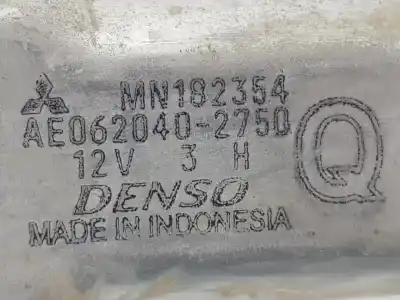 MN182354
AE062040-2750
12V 3 H
DENSO
MADE IN INDONESIA
Q